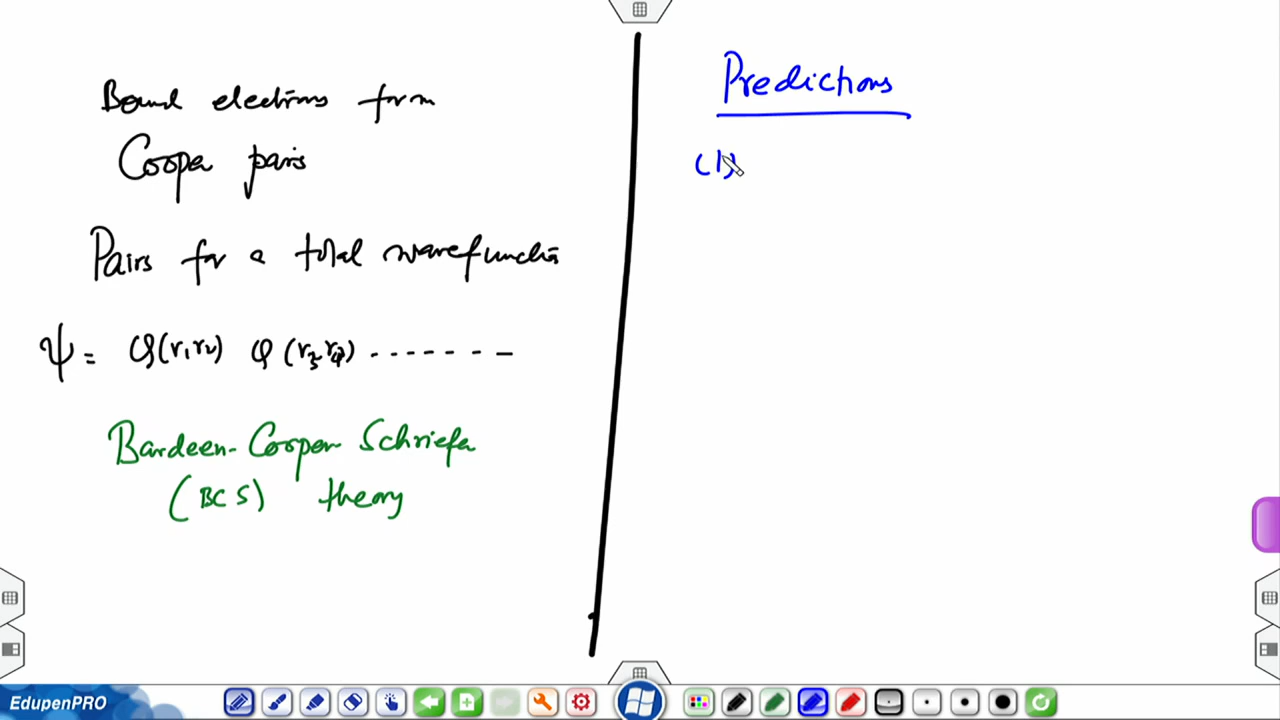 Bound electrons form
Cooper pairs
Pairs for a total wavefunction
ψ = φ(r₁r₂) φ(r₃r₄) -------
Bardeen-Cooper Schriefer
(BCS) theory
Predictions
(1)
EdupenPRO